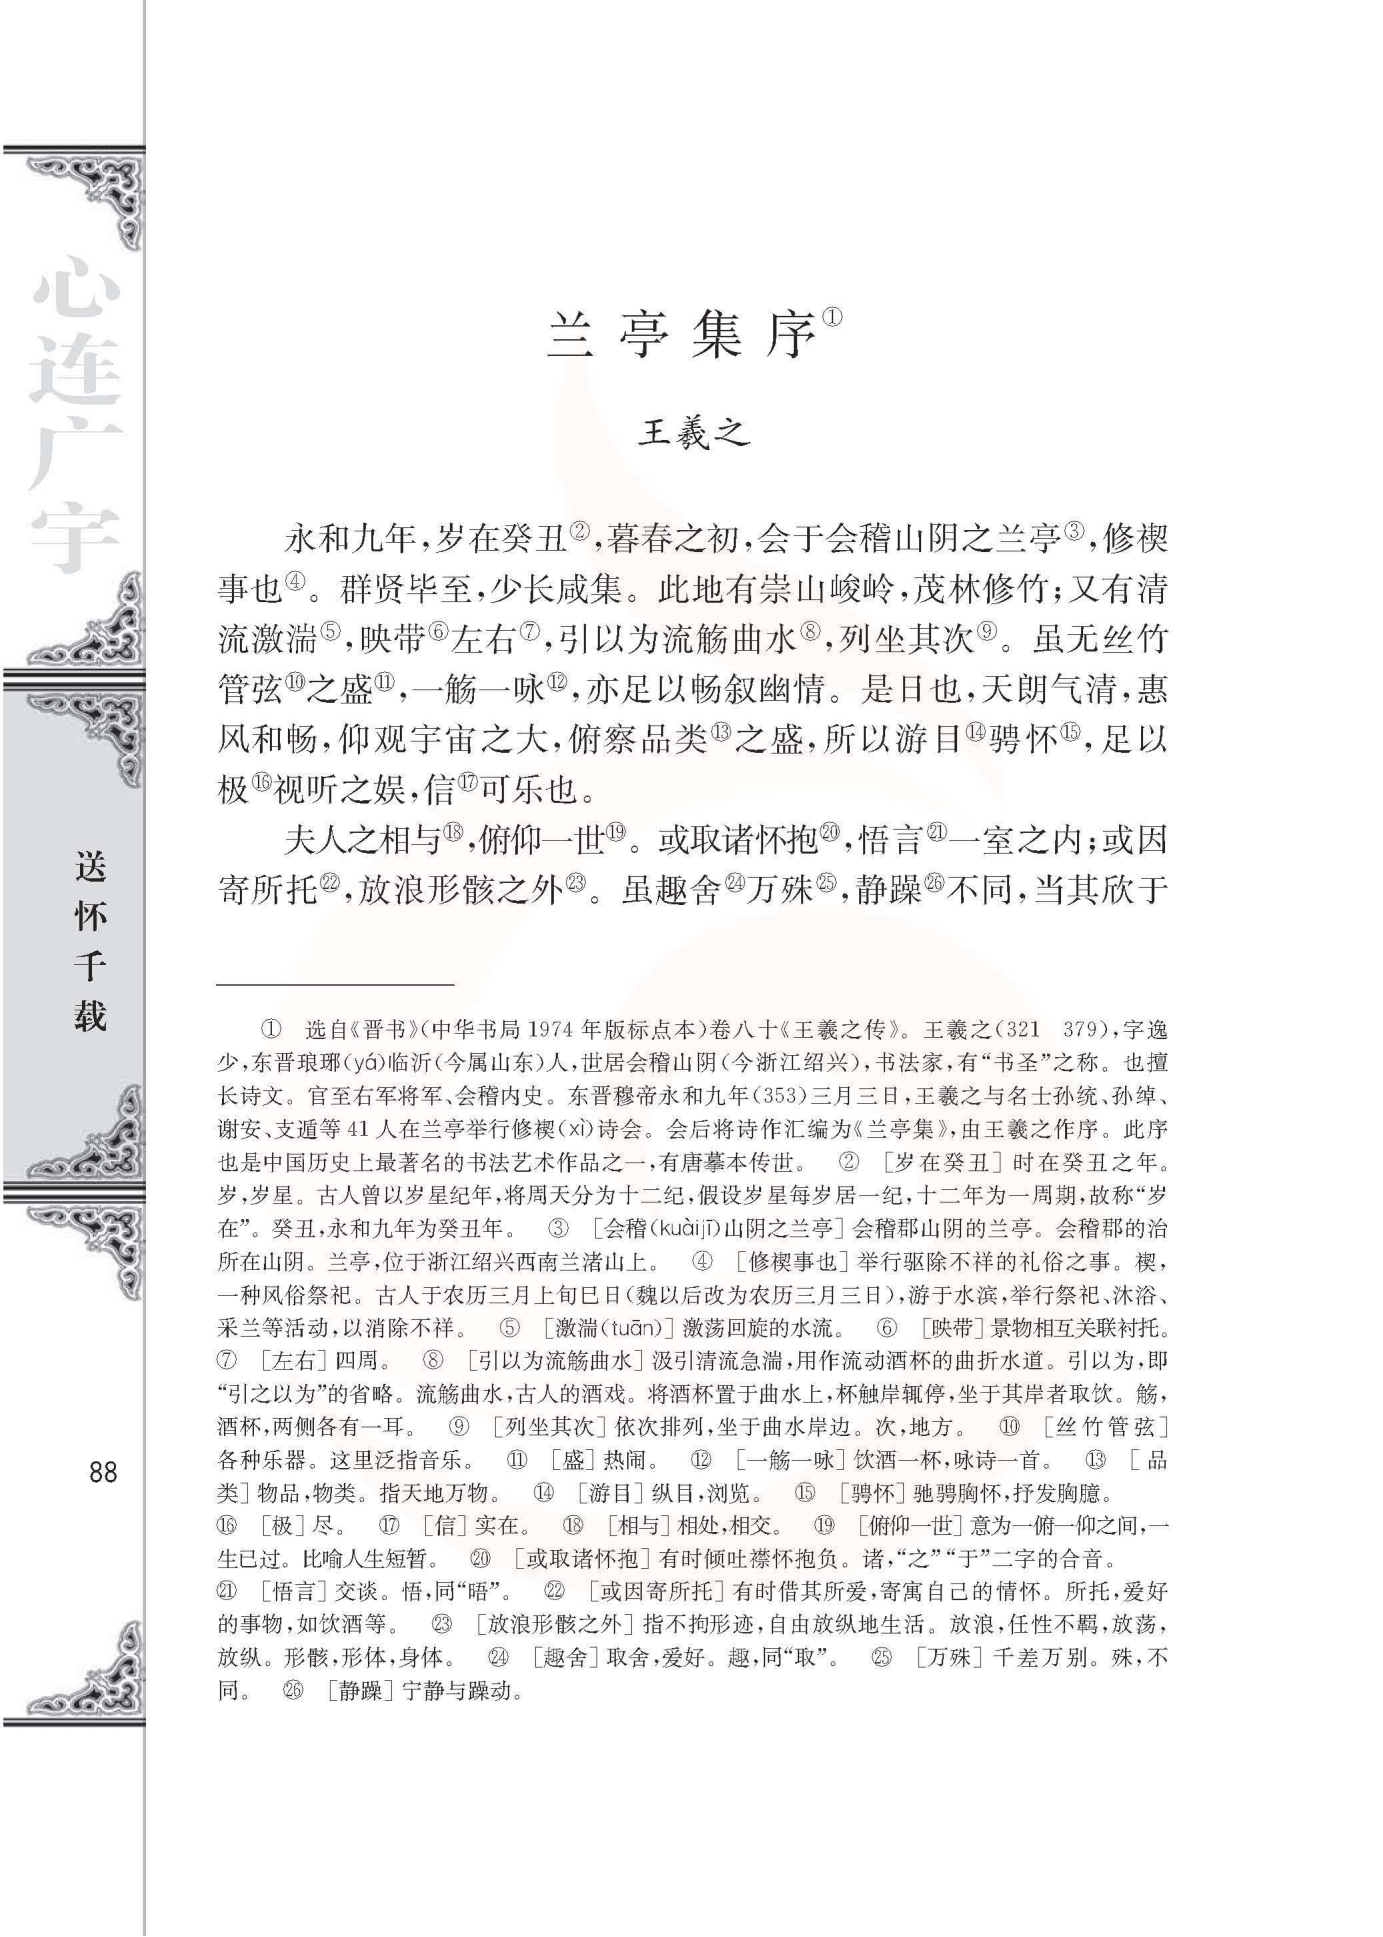 心连广宇
送怀千载
88
兰亭集序①
王羲之
永和九年,岁在癸丑②,暮春之初,会于会稽山阴之兰亭③,修禊
事也④。群贤毕至,少长咸集。此地有崇山峻岭,茂林修竹;又有清
流激湍⑤,映带⑥左右⑦,引以为流觞曲水⑧,列坐其次⑨。虽无丝竹
管弦⑩之盛⑪,一觞一咏⑫,亦足以畅叙幽情。是日也,天朗气清,惠
风和畅,仰观宇宙之大,俯察品类⑬之盛,所以游目⑭骋怀⑮,足以
极⑯视听之娱,信⑰可乐也。
夫人之相与⑱,俯仰一世⑲。或取诸怀抱⑳,悟言㉑一室之内;或因
寄所托㉒,放浪形骸之外㉓。虽趣舍㉔万殊㉕,静躁㉖不同,当其欣于
① 选自《晋书》(中华书局1974年版标点本)卷八十《王羲之传》。王羲之(321 379),字逸
少,东晋琅琊(yá)临沂(今属山东)人,世居会稽山阴(今浙江绍兴),书法家,有“书圣”之称。也擅
长诗文。官至右军将军、会稽内史。东晋穆帝永和九年(353)三月三日,王羲之与名士孙统、孙绰、
谢安、支遁等41人在兰亭举行修禊(xì)诗会。会后将诗作汇编为《兰亭集》,由王羲之作序。此序
也是中国历史上最著名的书法艺术作品之一,有唐摹本传世。 ② [岁在癸丑]时在癸丑之年。
岁,岁星。古人曾以岁星纪年,将周天分为十二纪,假设岁星每岁居一纪,十二年为一周期,故称“岁
在”。癸丑,永和九年为癸丑年。 ③ [会稽(kuàijī)山阴之兰亭]会稽郡山阴的兰亭。会稽郡的治
所在山阴。兰亭,位于浙江绍兴西南兰渚山上。 ④ [修禊事也]举行驱除不祥的礼俗之事。禊,
一种风俗祭祀。古人于农历三月上旬巳日(魏以后改为农历三月三日),游于水滨,举行祭祀、沐浴、
采兰等活动,以消除不祥。 ⑤ [激湍(tuān)]激荡回旋的水流。 ⑥ [映带]景物相互关联衬托。
⑦ [左右]四周。 ⑧ [引以为流觞曲水]汲引清流急湍,用作流动酒杯的曲折水道。引以为,即
“引之以为”的省略。流觞曲水,古人的酒戏。将酒杯置于曲水上,杯触岸辄停,坐于其岸者取饮。觞,
酒杯,两侧各有一耳。 ⑨ [列坐其次]依次排列,坐于曲水岸边。次,地方。 ⑩ [丝竹管弦]
各种乐器。这里泛指音乐。 ⑪ [盛]热闹。 ⑫ [一觞一咏]饮酒一杯,咏诗一首。 ⑬ [品
类]物品,物类。指天地万物。 ⑭ [游目]纵目,浏览。 ⑮ [骋怀]驰骋胸怀,抒发胸臆。
⑯ [极]尽。 ⑰ [信]实在。 ⑱ [相与]相处,相交。 ⑲ [俯仰一世]意为一俯一仰之间,一
生已过。比喻人生短暂。 ⑳ [或取诸怀抱]有时倾吐襟怀抱负。诸,“之”“于”二字的合音。
㉑ [悟言]交谈。悟,同“晤”。 ㉒ [或因寄所托]有时借其所爱,寄寓自己的情怀。所托,爱好
的事物,如饮酒等。 ㉓ [放浪形骸之外]指不拘形迹,自由放纵地生活。放浪,任性不羁,放荡,
放纵。形骸,形体,身体。 ㉔ [趣舍]取舍,爱好。趣,同“取”。 ㉕ [万殊]千差万别。殊,不
同。 ㉖ [静躁]宁静与躁动。